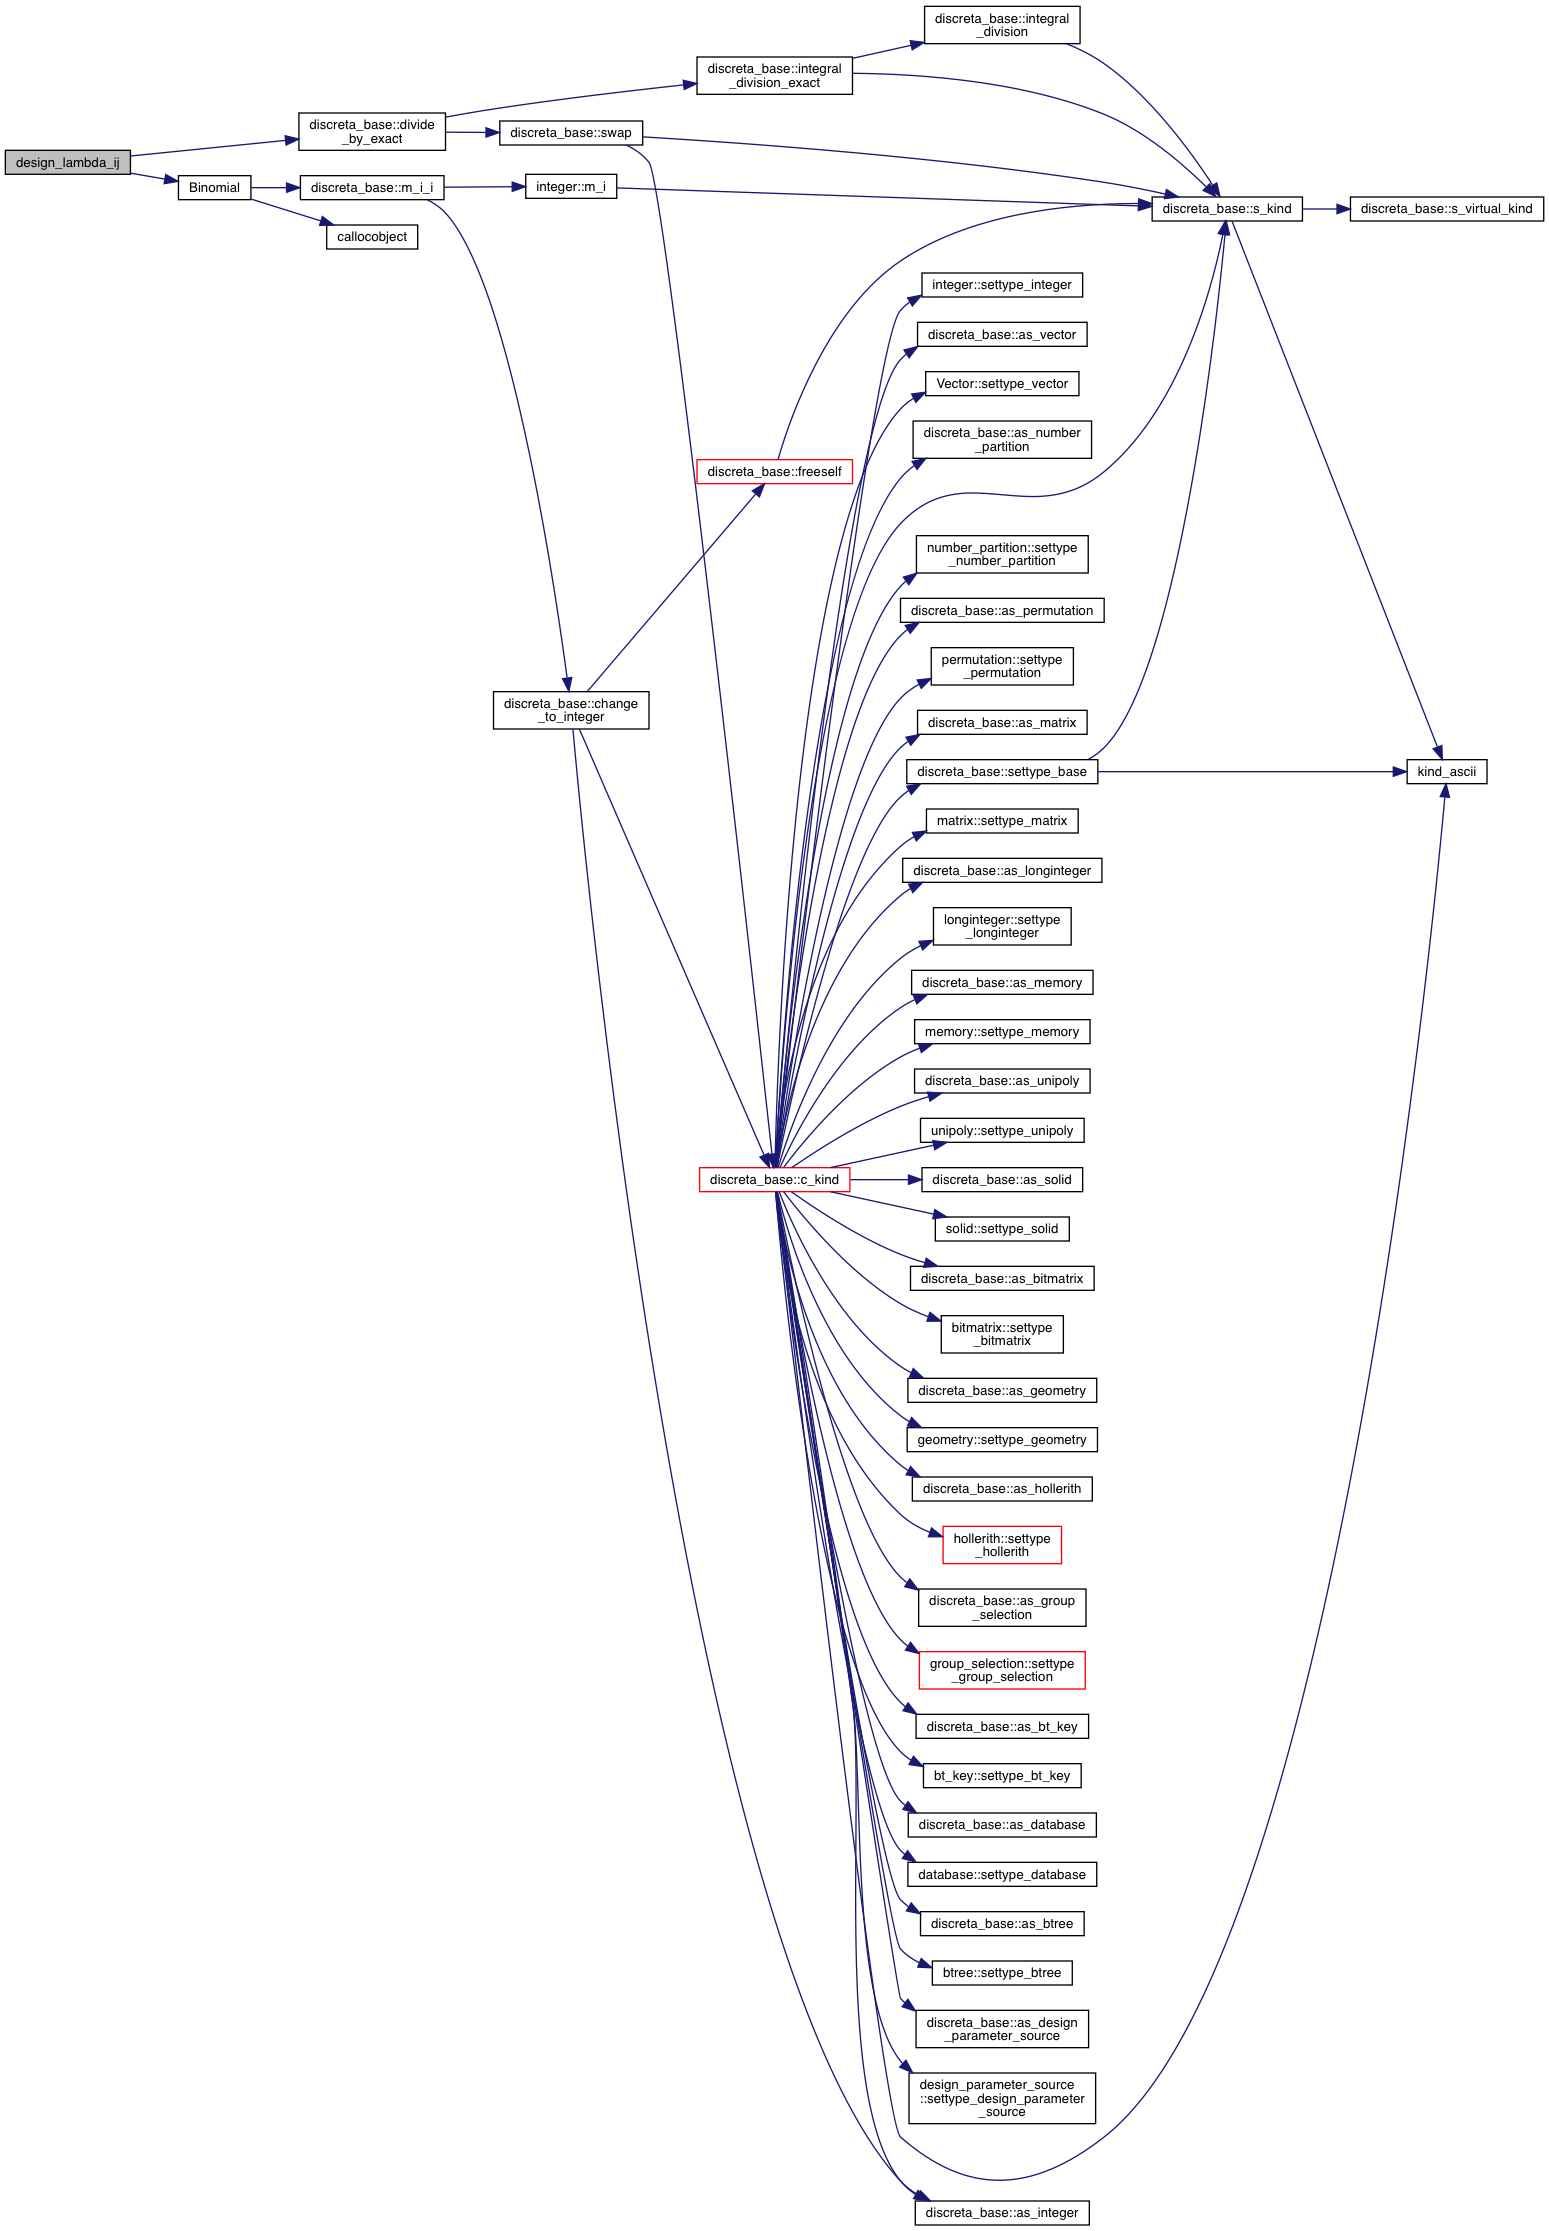 design_lambda_ij
discreta_base::divide
_by_exact
Binomial
discreta_base::integral
_division_exact
discreta_base::swap
discreta_base::m_i_i
callocobject
integer::m_i
discreta_base::integral
_division
discreta_base::s_kind
discreta_base::s_virtual_kind
kind_ascii
discreta_base::change
_to_integer
discreta_base::freeself
discreta_base::c_kind
integer::settype_integer
discreta_base::as_vector
Vector::settype_vector
discreta_base::as_number
_partition
number_partition::settype
_number_partition
discreta_base::as_permutation
permutation::settype
_permutation
discreta_base::as_matrix
discreta_base::settype_base
matrix::settype_matrix
discreta_base::as_longinteger
longinteger::settype
_longinteger
discreta_base::as_memory
memory::settype_memory
discreta_base::as_unipoly
unipoly::settype_unipoly
discreta_base::as_solid
solid::settype_solid
discreta_base::as_bitmatrix
bitmatrix::settype
_bitmatrix
discreta_base::as_geometry
geometry::settype_geometry
discreta_base::as_hollerith
hollerith::settype
_hollerith
discreta_base::as_group
_selection
group_selection::settype
_group_selection
discreta_base::as_bt_key
bt_key::settype_bt_key
discreta_base::as_database
database::settype_database
discreta_base::as_btree
btree::settype_btree
discreta_base::as_design
_parameter_source
design_parameter_source
::settype_design_parameter
_source
discreta_base::as_integer